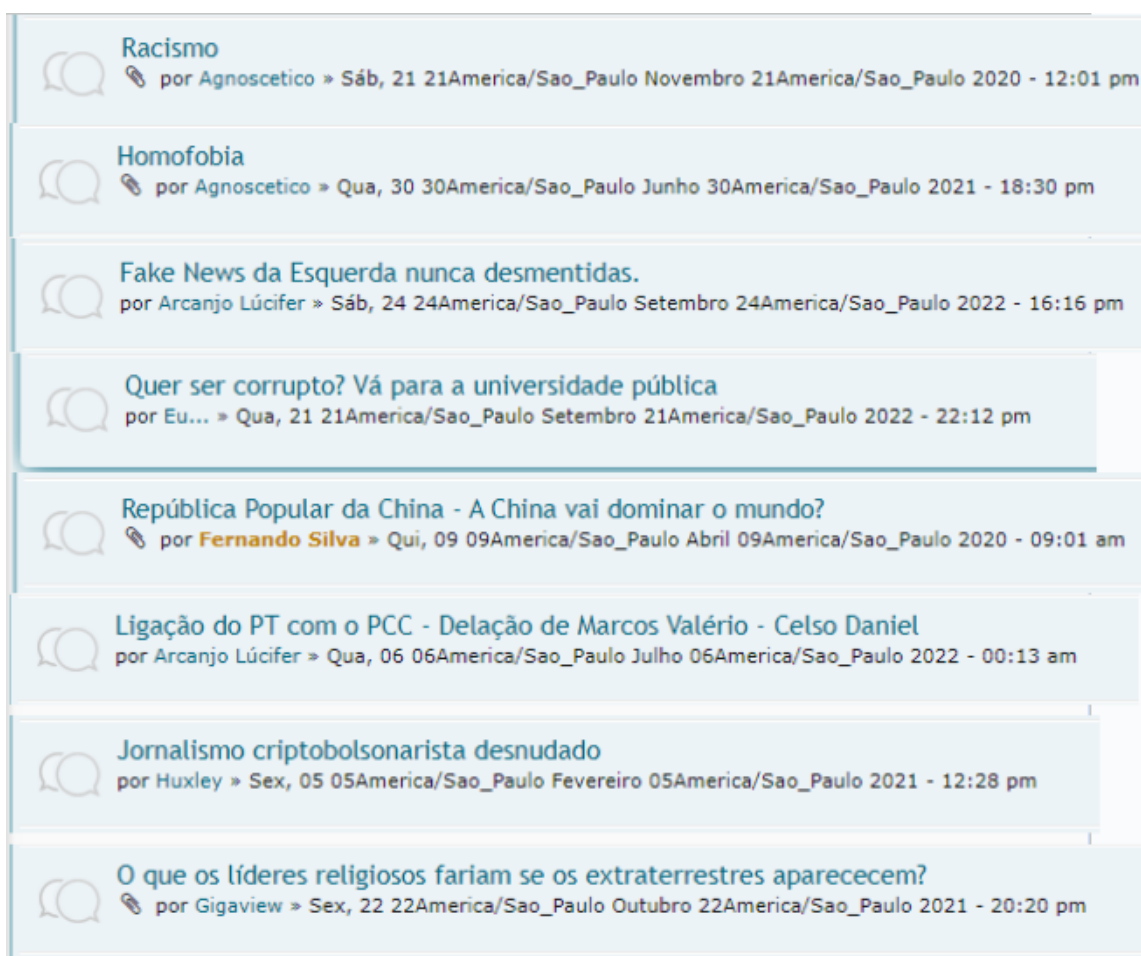 Racismo
por Agnoscetico » Sáb, 21 21America/Sao_Paulo Novembro 21America/Sao_Paulo 2020 - 12:01 pm
Homofobia
por Agnoscetico » Qua, 30 30America/Sao_Paulo Junho 30America/Sao_Paulo 2021 - 18:30 pm
Fake News da Esquerda nunca desmentidas.
por Arcanjo Lúcifer » Sáb, 24 24America/Sao_Paulo Setembro 24America/Sao_Paulo 2022 - 16:16 pm
Quer ser corrupto? Vá para a universidade pública
por Eu... » Qua, 21 21America/Sao_Paulo Setembro 21America/Sao_Paulo 2022 - 22:12 pm
República Popular da China - A China vai dominar o mundo?
por Fernando Silva » Qui, 09 09America/Sao_Paulo Abril 09America/Sao_Paulo 2020 - 09:01 am
Ligação do PT com o PCC - Delação de Marcos Valério - Celso Daniel
por Arcanjo Lúcifer » Qua, 06 06America/Sao_Paulo Julho 06America/Sao_Paulo 2022 - 00:13 am
Jornalismo criptobolsonarista desnudado
por Huxley » Sex, 05 05America/Sao_Paulo Fevereiro 05America/Sao_Paulo 2021 - 12:28 pm
O que os líderes religiosos fariam se os extraterrestres aparececem?
por Gigaview » Sex, 22 22America/Sao_Paulo Outubro 22America/Sao_Paulo 2021 - 20:20 pm